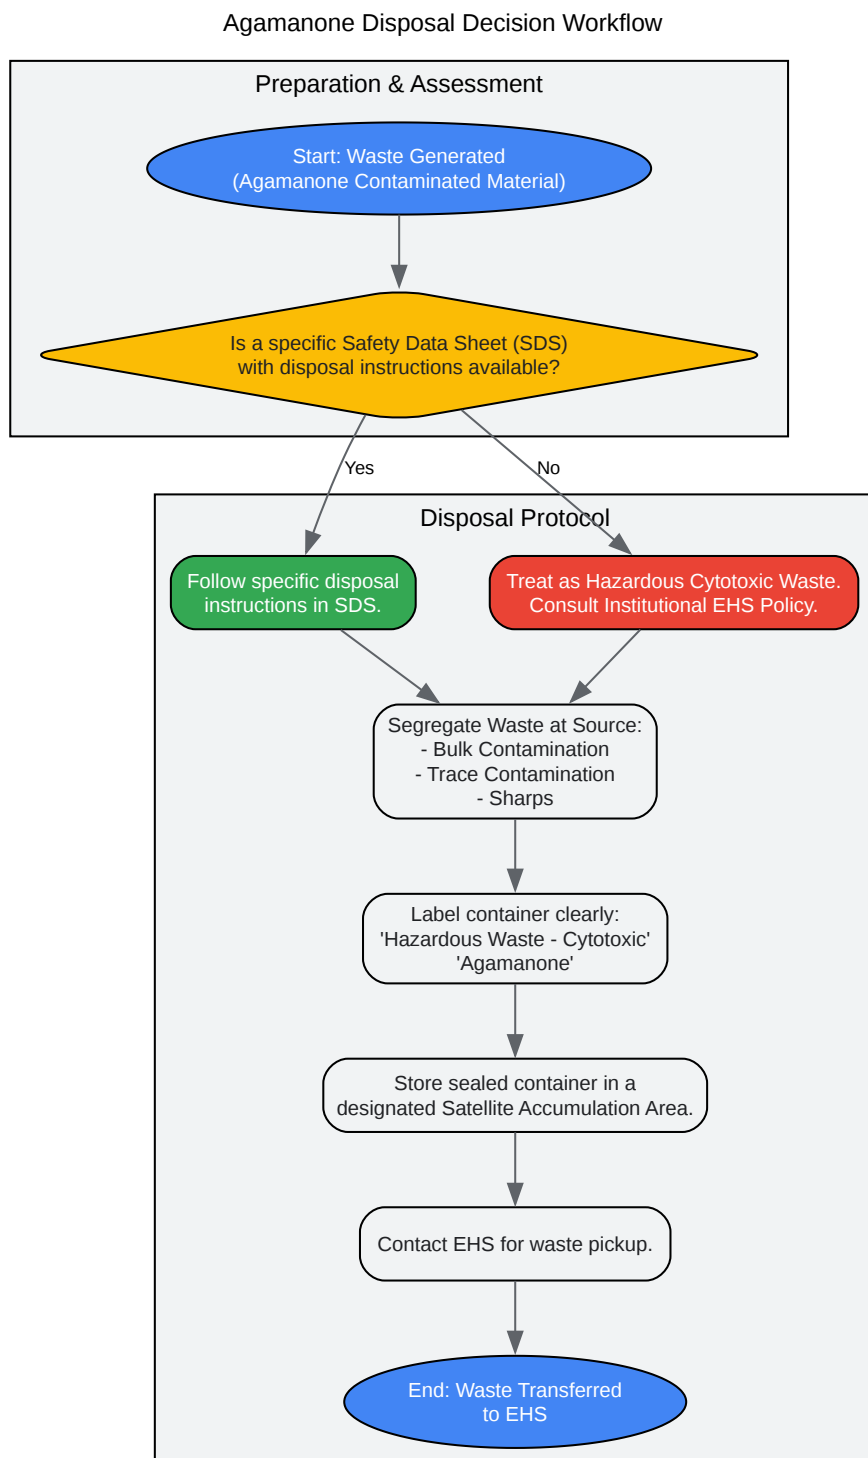 Agamanone Disposal Decision Workflow
Preparation & Assessment
Start: Waste Generated
(Agamanone Contaminated Material)
Is a specific Safety Data Sheet (SDS)
with disposal instructions available?
Yes
No
Disposal Protocol
Follow specific disposal
instructions in SDS.
Treat as Hazardous Cytotoxic Waste.
Consult Institutional EHS Policy.
Segregate Waste at Source:
- Bulk Contamination
- Trace Contamination
- Sharps
Label container clearly:
'Hazardous Waste - Cytotoxic'
'Agamanone'
Store sealed container in a
designated Satellite Accumulation Area.
Contact EHS for waste pickup.
End: Waste Transferred
to EHS